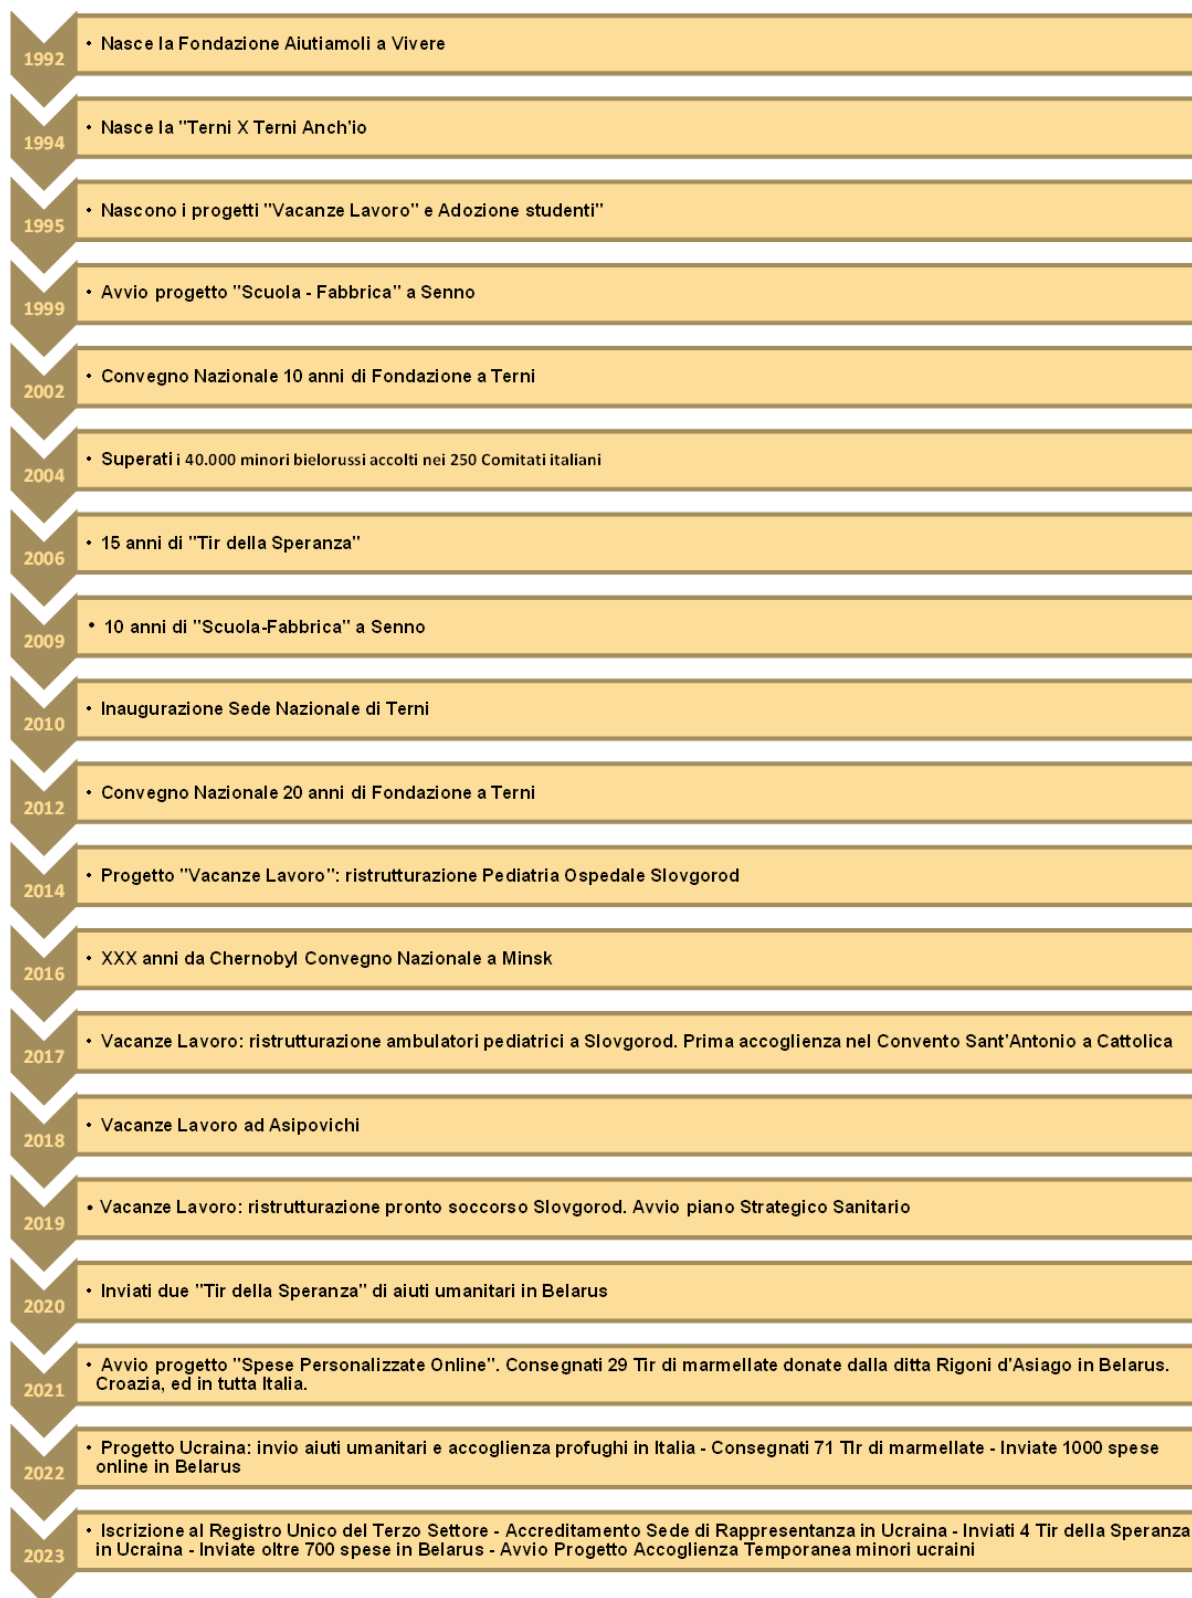 1992
• Nasce la Fondazione Aiutiamoli a Vivere
1994
• Nasce la "Terni X Terni Anch'io
1995
• Nascono i progetti "Vacanze Lavoro" e Adozione studenti"
1999
• Avvio progetto "Scuola - Fabbrica" a Senno
2002
• Convegno Nazionale 10 anni di Fondazione a Terni
2004
• Superati i 40.000 minori bielorussi accolti nei 250 Comitati italiani
2006
• 15 anni di "Tir della Speranza"
2009
• 10 anni di "Scuola-Fabbrica" a Senno
2010
• Inaugurazione Sede Nazionale di Terni
2012
• Convegno Nazionale 20 anni di Fondazione a Terni
2014
• Progetto "Vacanze Lavoro": ristrutturazione Pediatria Ospedale Slovgorod
2016
• XXX anni da Chernobyl Convegno Nazionale a Minsk
2017
• Vacanze Lavoro: ristrutturazione ambulatori pediatrici a Slovgorod. Prima accoglienza nel Convento Sant'Antonio a Cattolica
2018
• Vacanze Lavoro ad Asipovichi
2019
• Vacanze Lavoro: ristrutturazione pronto soccorso Slovgorod. Avvio piano Strategico Sanitario
2020
• Inviati due "Tir della Speranza" di aiuti umanitari in Belarus
2021
• Avvio progetto "Spese Personalizzate Online". Consegnati 29 Tir di marmellate donate dalla ditta Rigoni d'Asiago in Belarus.
Croazia, ed in tutta Italia.
2022
• Progetto Ucraina: invio aiuti umanitari e accoglienza profughi in Italia - Consegnati 71 TIr di marmellate - Inviate 1000 spese
online in Belarus
2023
• Iscrizione al Registro Unico del Terzo Settore - Accreditamento Sede di Rappresentanza in Ucraina - Inviati 4 Tir della Speranza
in Ucraina - Inviate oltre 700 spese in Belarus - Avvio Progetto Accoglienza Temporanea minori ucraini